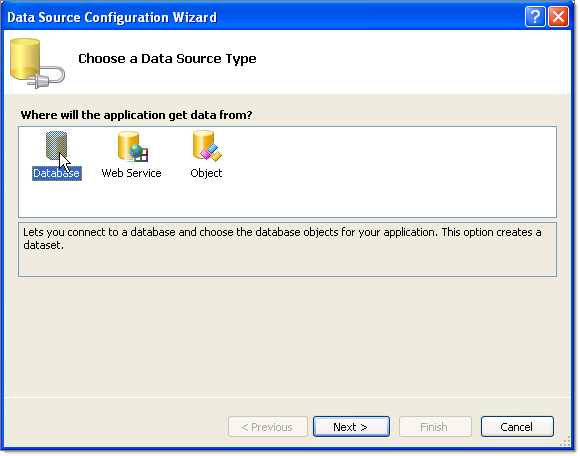 Data Source Configuration Wizard
Choose a Data Source Type
Where will the application get data from?
Database Web Service Object
Lets you connect to a database and choose the database objects for your application. This option creates a
dataset.
< Previous Next > Finish Cancel